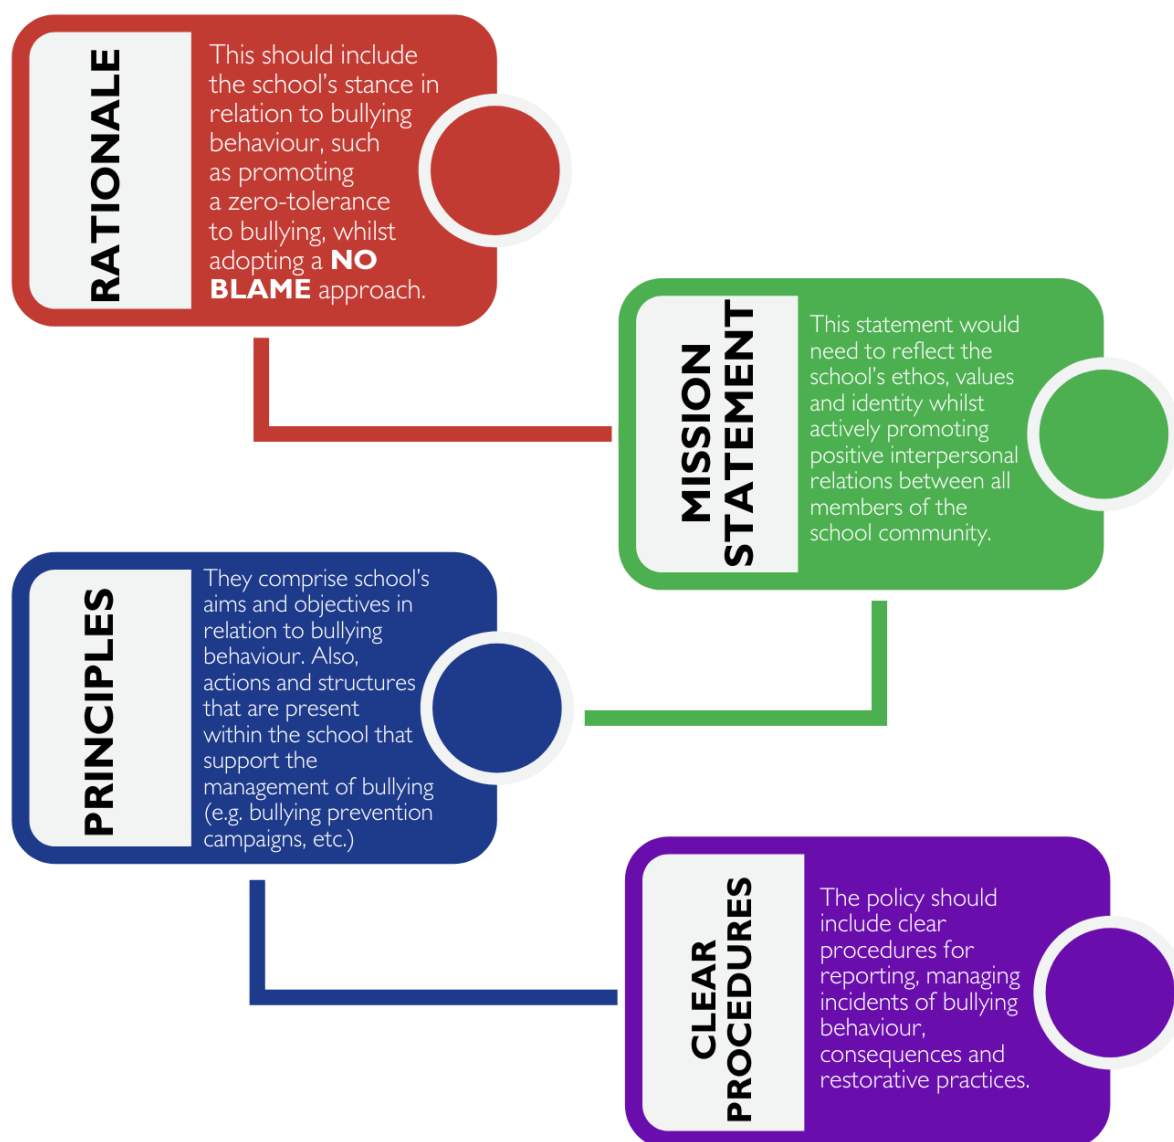 RATIONALE
This should include
the school’s stance in
relation to bullying
behaviour, such
as promoting
a zero-tolerance
to bullying, whilst
adopting a NO
BLAME approach.
MISSION
STATEMENT
This statement would
need to reflect the
school’s ethos, values
and identity whilst
actively promoting
positive interpersonal
relations between all
members of the
school community.
PRINCIPLES
They comprise school’s
aims and objectives in
relation to bullying
behaviour. Also,
actions and structures
that are present
within the school that
support the
management of bullying
(e.g. bullying prevention
campaigns, etc.)
CLEAR
PROCEDURES
The policy should
include clear
procedures for
reporting, managing
incidents of bullying
behaviour,
consequences and
restorative practices.